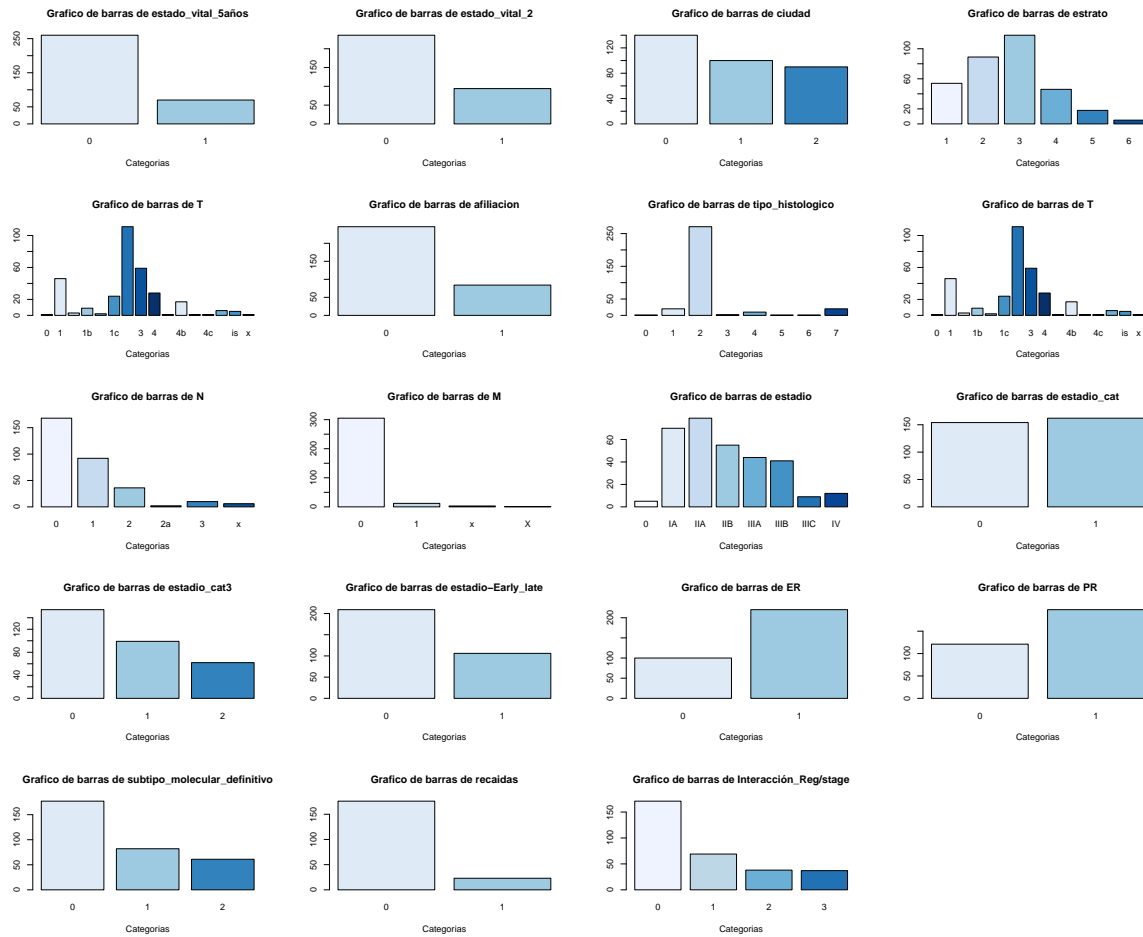 Grafico de barras de estado_vital_5años
250
150
50
0
0 1
Categorias
Grafico de barras de estado_vital_2
150
50
0
0 1
Categorias
Grafico de barras de ciudad
120
80
40
0
0 1 2
Categorias
Grafico de barras de estrato
100
60
20
0
1 2 3 4 5 6
Categorias
Grafico de barras de T
100
60
20
0
0 1 1b 1c 3 4 4b 4c is x
Categorias
Grafico de barras de afiliacion
150
50
0
0 1
Categorias
Grafico de barras de tipo_histologico
250
150
50
0
0 1 2 3 4 5 6 7
Categorias
Grafico de barras de T
100
60
20
0
0 1 1b 1c 3 4 4b 4c is x
Categorias
Grafico de barras de N
150
100
50
0
0 1 2 2a 3 x
Categorias
Grafico de barras de M
300
200
100
0
0 1 x X
Categorias
Grafico de barras de estadio
60
40
20
0
0 IA IIA IIB IIIA IIIB IIIC IV
Categorias
Grafico de barras de estadio_cat
150
100
50
0
0 1
Categorias
Grafico de barras de estadio_cat3
120
80
40
0
0 1 2
Categorias
Grafico de barras de estadio−Early_late
200
150
100
50
0
0 1
Categorias
Grafico de barras de ER
200
150
100
50
0
0 1
Categorias
Grafico de barras de PR
100
50
0
0 1
Categorias
Grafico de barras de subtipo_molecular_definitivo
150
100
50
0
0 1 2
Categorias
Grafico de barras de recaidas
150
100
50
0
0 1
Categorias
Grafico de barras de Interacción_Reg/stage
150
100
50
0
0 1 2 3
Categorias